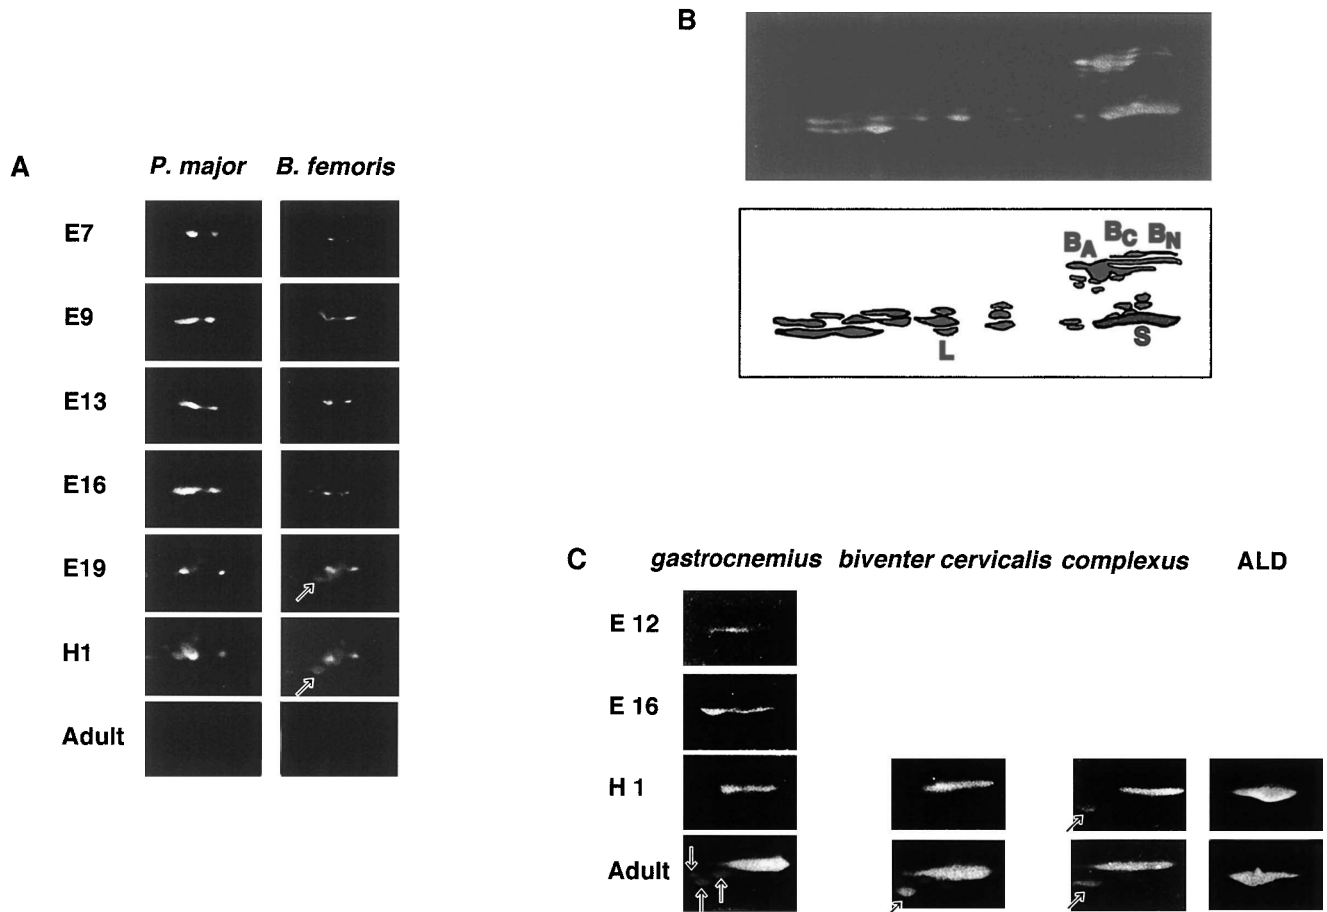 A
P. major B. femoris
E7
E9
E13
E16
E19
H1
Adult
B
BA BC BN
L
S
C
gastrocnemius biventer cervicalis complexus ALD
E 12
E 16
H 1
Adult